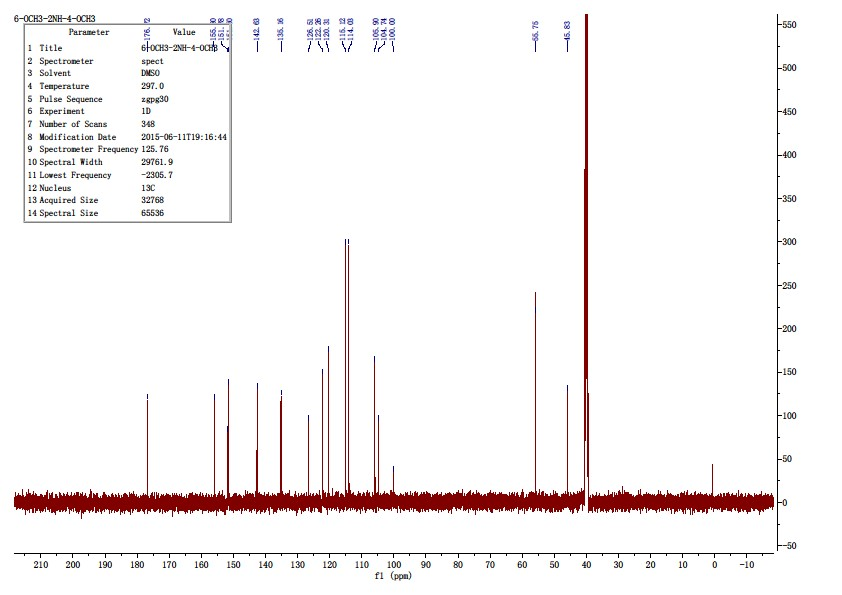 6-OCH3-2NH-4-OCH3
Parameter Value
1 Title 6-OCH3-2NH-4-OCH3
2 Spectrometer spect
3 Solvent DMSO
4 Temperature 297.0
5 Pulse Sequence zgpg30
6 Experiment 1D
7 Number of Scans 348
8 Modification Date 2015-06-11T19:16:44
9 Spectrometer Frequency 125.76
10 Spectral Width 29761.9
11 Lowest Frequency -2305.7
12 Nucleus 13C
13 Acquired Size 32768
14 Spectral Size 65536
176.72
142.63
135.16
126.51
122.26
120.31
115.12
114.03
105.90
104.74
100.00
55.75
45.83
550
500
450
400
350
300
250
200
150
100
50
0
-50
210 200 190 180 170 160 150 140 130 120 110 100 90 80 70 60 50 40 30 20 10 0 -10
f1 (ppm)